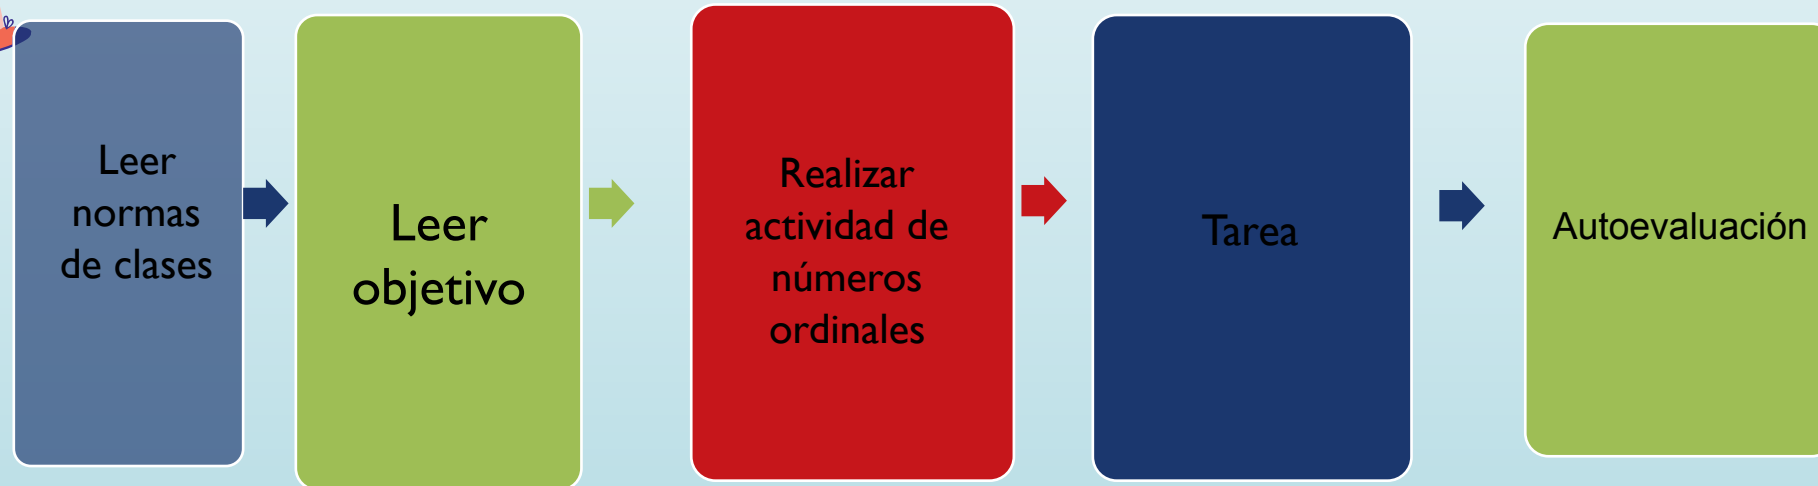 Leer
normas
de clases
Leer
objetivo
Realizar
actividad de
números
ordinales
Tarea
Autoevaluación